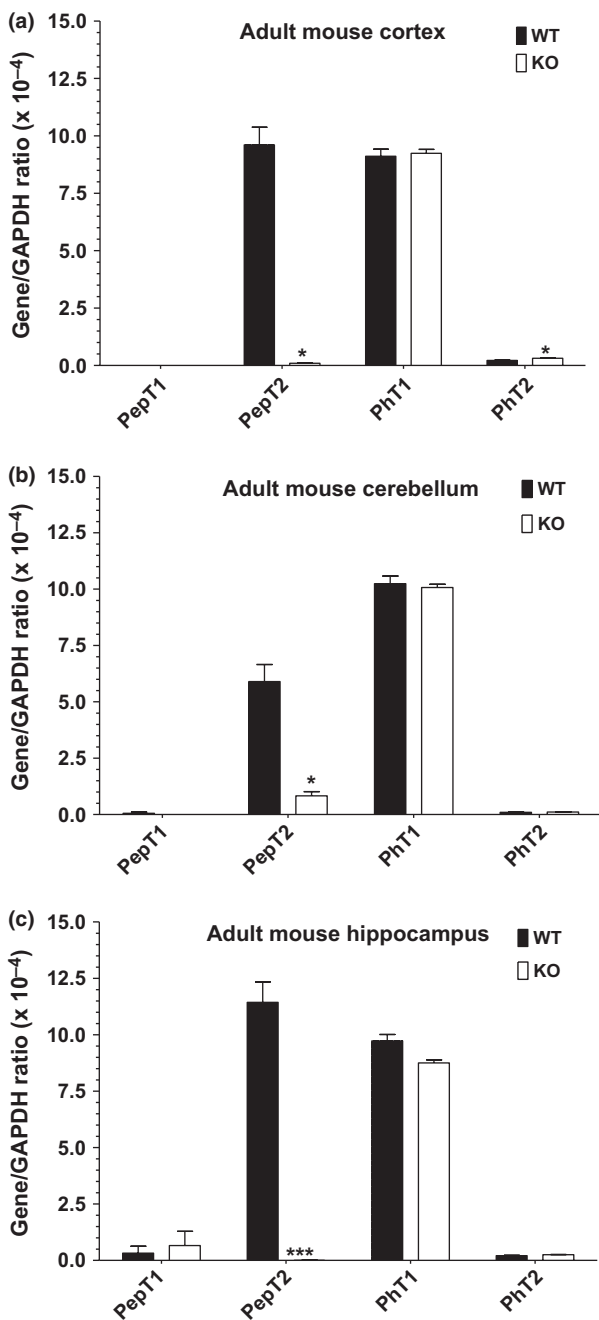 (a)
Adult mouse cortex
WT
KO
Gene/GAPDH ratio (x 10⁻⁴)
15.0
12.5
10.0
7.5
5.0
2.5
0.0
*
*
PepT1
PepT2
PhT1
PhT2
(b)
Adult mouse cerebellum
WT
KO
Gene/GAPDH ratio (x 10⁻⁴)
15.0
12.5
10.0
7.5
5.0
2.5
0.0
*
PepT1
PepT2
PhT1
PhT2
(c)
Adult mouse hippocampus
WT
KO
Gene/GAPDH ratio (x 10⁻⁴)
15.0
12.5
10.0
7.5
5.0
2.5
0.0
***
PepT1
PepT2
PhT1
PhT2